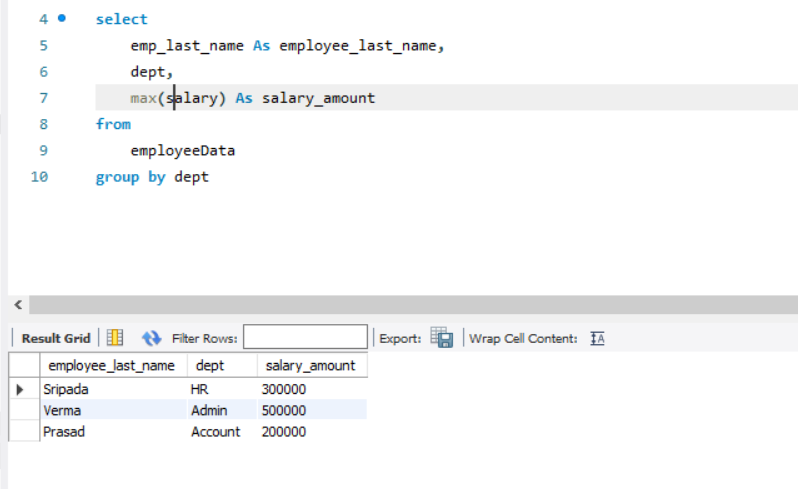 4 select
5 emp_last_name As employee_last_name,
6 dept,
7 max(salary) As salary_amount
8 from
9 employeeData
10 group by dept
Result Grid Filter Rows: Export: Wrap Cell Content: IA
employee_last_name dept salary_amount
Sripada HR 300000
Verma Admin 500000
Prasad Account 200000